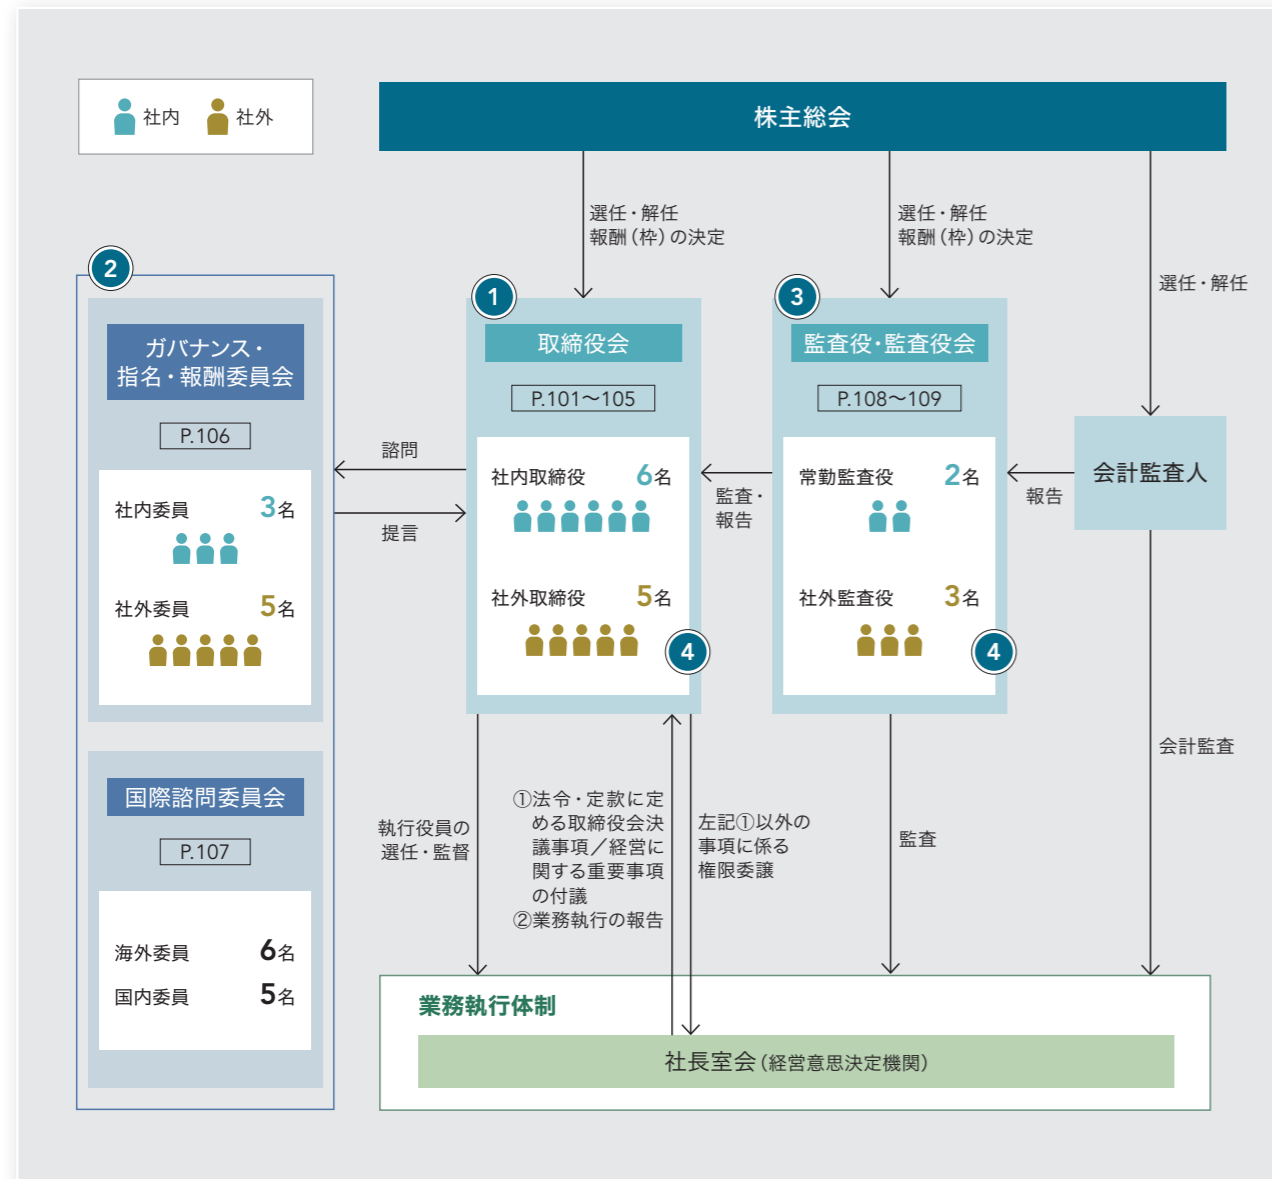 社内 社外
株主総会
選任・解任
報酬(枠)の決定
選任・解任
報酬(枠)の決定
選任・解任
2
ガバナンス・
指名・報酬委員会
P.106
社内委員 3名
社外委員 5名
国際諮問委員会
P.107
海外委員 6名
国内委員 5名
諮問
提言
1
取締役会
P.101〜105
社内取締役 6名
社外取締役 5名
4
監査・
報告
3
監査役・監査役会
P.108〜109
常勤監査役 2名
社外監査役 3名
4
報告
会計監査人
執行役員の
選任・監督
①法令・定款に定
める取締役会決
議事項／経営に
関する重要事項
の付議
②業務執行の報告
左記①以外の
事項に係る
権限委譲
監査
会計監査
業務執行体制
社長室会(経営意思決定機関)